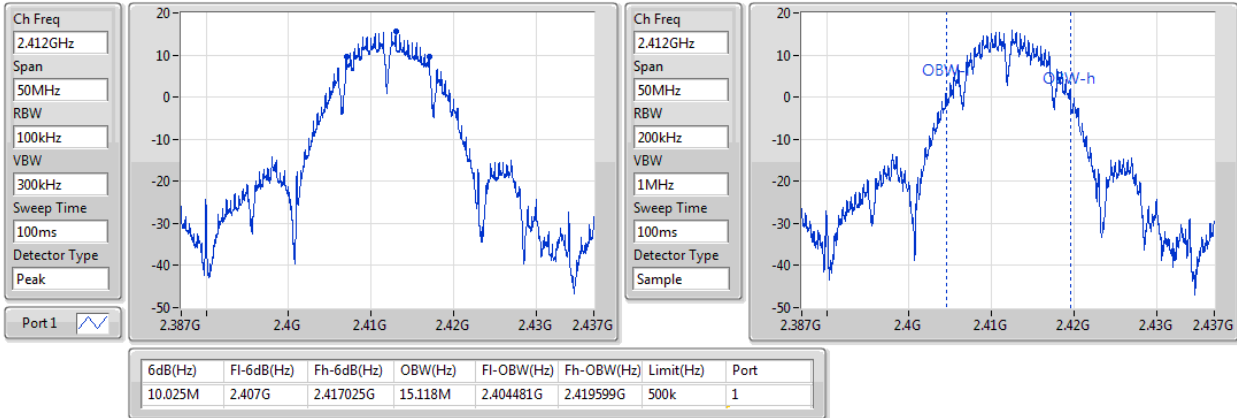 Ch Freq
2.412GHz
Span
50MHz
RBW
100kHz
VBW
300kHz
Sweep Time
100ms
Detector Type
Peak
Port 1
20
10
0
-10
-20
-30
-40
-50
2.387G 2.4G 2.41G 2.42G 2.43G 2.437G
Ch Freq
2.412GHz
Span
50MHz
RBW
200kHz
VBW
1MHz
Sweep Time
100ms
Detector Type
Sample
20
10
0
-10
-20
-30
-40
-50
OBW-l
OBW-h
2.387G 2.4G 2.41G 2.42G 2.43G 2.437G
6dB(Hz) Fl-6dB(Hz) Fh-6dB(Hz) OBW(Hz) Fl-OBW(Hz) Fh-OBW(Hz) Limit(Hz) Port
10.025M 2.407G 2.417025G 15.118M 2.404481G 2.419599G 500k 1